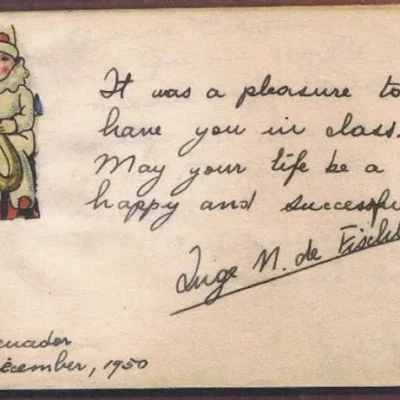 It was a pleasure to
have you in class.
May your life be a
happy and successfu
Inge M. de Fischl
cuador
ecember, 1950